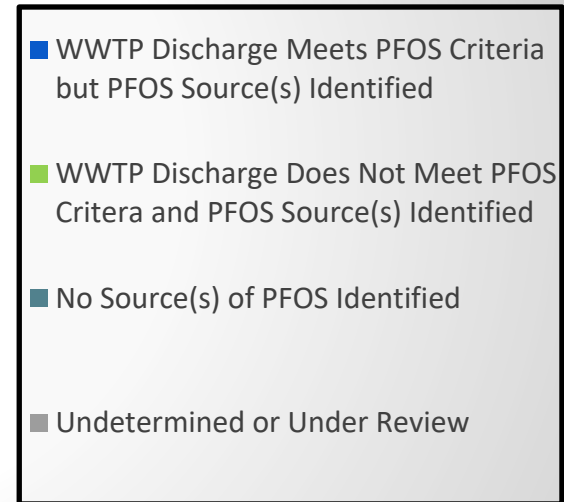 WWTP Discharge Meets PFOS Criteria
but PFOS Source(s) Identified
WWTP Discharge Does Not Meet PFOS
Critera and PFOS Source(s) Identified
No Source(s) of PFOS Identified
Undetermined or Under Review